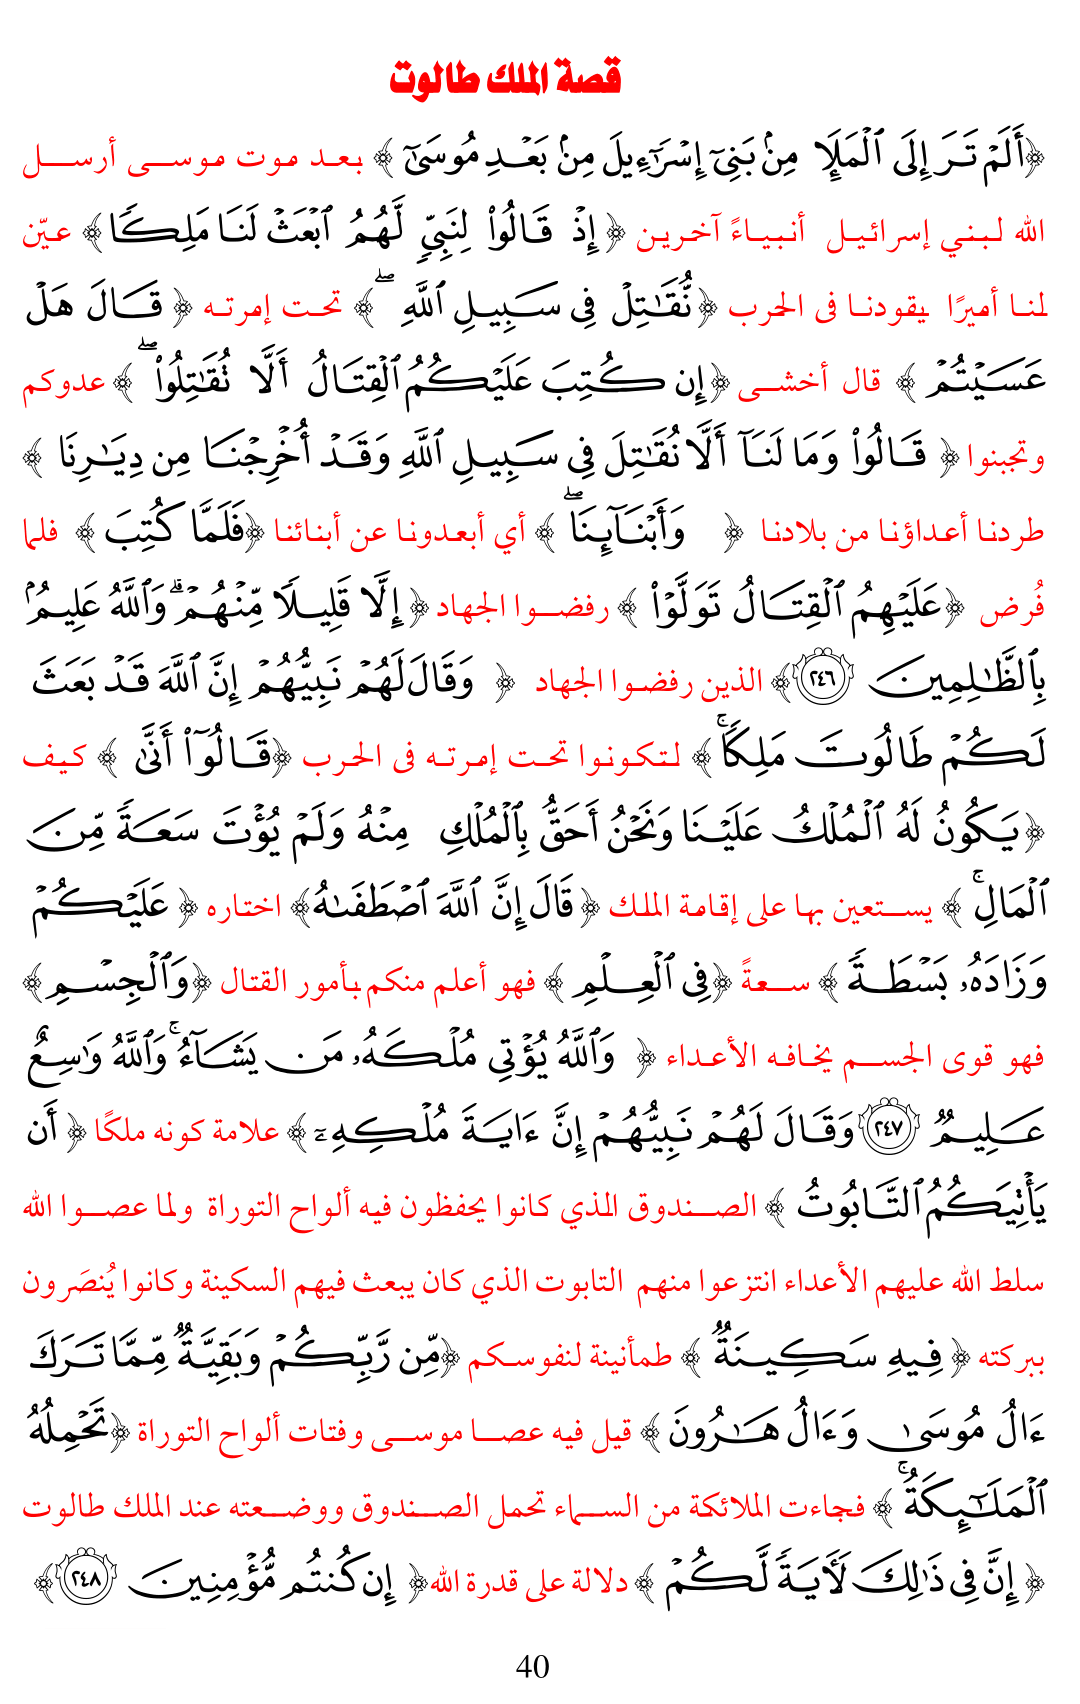 قصة الملك طالوت
﴿أَلَمْ تَرَ إِلَى ٱلْمَلَإِ مِنۢ بَنِىٓ إِسْرَٰٓءِيلَ مِنۢ بَعْدِ مُوسَىٰٓ ﴾ بعد موت موسى أرسل
الله لبني إسرائيل أنبياءً آخرين ﴿ إِذْ قَالُوا۟ لِنَبِىٍّ لَّهُمُ ٱبْعَثْ لَنَا مَلِكًا﴾ عيّن
لمنا أميرًا يقودنا فى الحرب ﴿نُّقَـٰتِلْ فِى سَبِيلِ ٱللَّهِ ۖ﴾ تحت إمرته ﴿ قَالَ هَلْ
عَسَيْتُمْ ﴾ قال أخشى ﴿إِن كُتِبَ عَلَيْكُمُ ٱلْقِتَالُ أَلَّا تُقَـٰتِلُوا۟ ۖ ﴾ عدوكم
وتجبنوا ﴿ قَالُوا۟ وَمَا لَنَآ أَلَّا نُقَـٰتِلَ فِى سَبِيلِ ٱللَّهِ وَقَدْ أُخْرِجْنَا مِن دِيَـٰرِنَا ﴾
طردنا أعداؤنا من بلادنا ﴿ وَأَبْنَآئِنَا ۖ ﴾ أي أبعدونا عن أبنائنا ﴿فَلَمَّا كُتِبَ ﴾ فلما
فُرض ﴿عَلَيْهِمُ ٱلْقِتَالُ تَوَلَّوْا۟ ﴾ رفضوا الجهاد ﴿ إِلَّا قَلِيلًا مِّنْهُمْ ۗ وَٱللَّهُ عَلِيمٌۢ
بِٱلظَّـٰلِمِينَ ٢٤٦﴾ الذين رفضوا الجهاد ﴿ وَقَالَ لَهُمْ نَبِيُّهُمْ إِنَّ ٱللَّهَ قَدْ بَعَثَ
لَكُمْ طَالُوتَ مَلِكًا ۚ﴾ لتكونوا تحت إمرته فى الحرب ﴿قَالُوٓا۟ أَنَّىٰ ﴾ كيف
﴿يَكُونُ لَهُ ٱلْمُلْكُ عَلَيْنَا وَنَحْنُ أَحَقُّ بِٱلْمُلْكِ مِنْهُ وَلَمْ يُؤْتَ سَعَةً مِّنَ
ٱلْمَالِ ۚ ﴾ يستعين بها على إقامة الملك ﴿قَالَ إِنَّ ٱللَّهَ ٱصْطَفَىٰهُ﴾ اختاره ﴿ عَلَيْكُمْ
وَزَادَهُۥ بَسْطَةً ﴾ سعةً ﴿فِى ٱلْعِلْمِ ﴾ فهو أعلم منكم بأمور القتال ﴿وَٱلْجِسْمِ﴾
فهو قوى الجسم يخافه الأعداء ﴿ وَٱللَّهُ يُؤْتِى مُلْكَهُۥ مَن يَشَآءُ ۚ وَٱللَّهُ وَٰسِعٌ
عَلِيمٌ ٢٤٧ وَقَالَ لَهُمْ نَبِيُّهُمْ إِنَّ ءَايَةَ مُلْكِهِۦٓ ﴾ علامة كونه ملكًا ﴿ أَن
يَأْتِيَكُمُ ٱلتَّابُوتُ ﴾ الصندوق الذي كانوا يحفظون فيه ألواح التوراة ولما عصوا الله
سلط الله عليهم الأعداء انتزعوا منهم التابوت الذي كان يبعث فيهم السكينة وكانوا يُنصَرون
ببركته ﴿ فِيهِ سَكِينَةٌ ﴾ طمأنينة لنفوسكم ﴿مِّن رَّبِّكُمْ وَبَقِيَّةٌ مِّمَّا تَرَكَ
ءَالُ مُوسَىٰ وَءَالُ هَـٰرُونَ ﴾ قيل فيه عصا موسى وفتات ألواح التوراة ﴿تَحْمِلُهُ
ٱلْمَلَـٰٓئِكَةُ ۚ ﴾ فجاءت الملائكة من السماء تحمل الصندوق ووضعته عند الملك طالوت
﴿ إِنَّ فِى ذَٰلِكَ لَـَٔايَةً لَّكُمْ ﴾ دلالة على قدرة الله﴿ إِن كُنتُم مُّؤْمِنِينَ ٢٤٨﴾
40